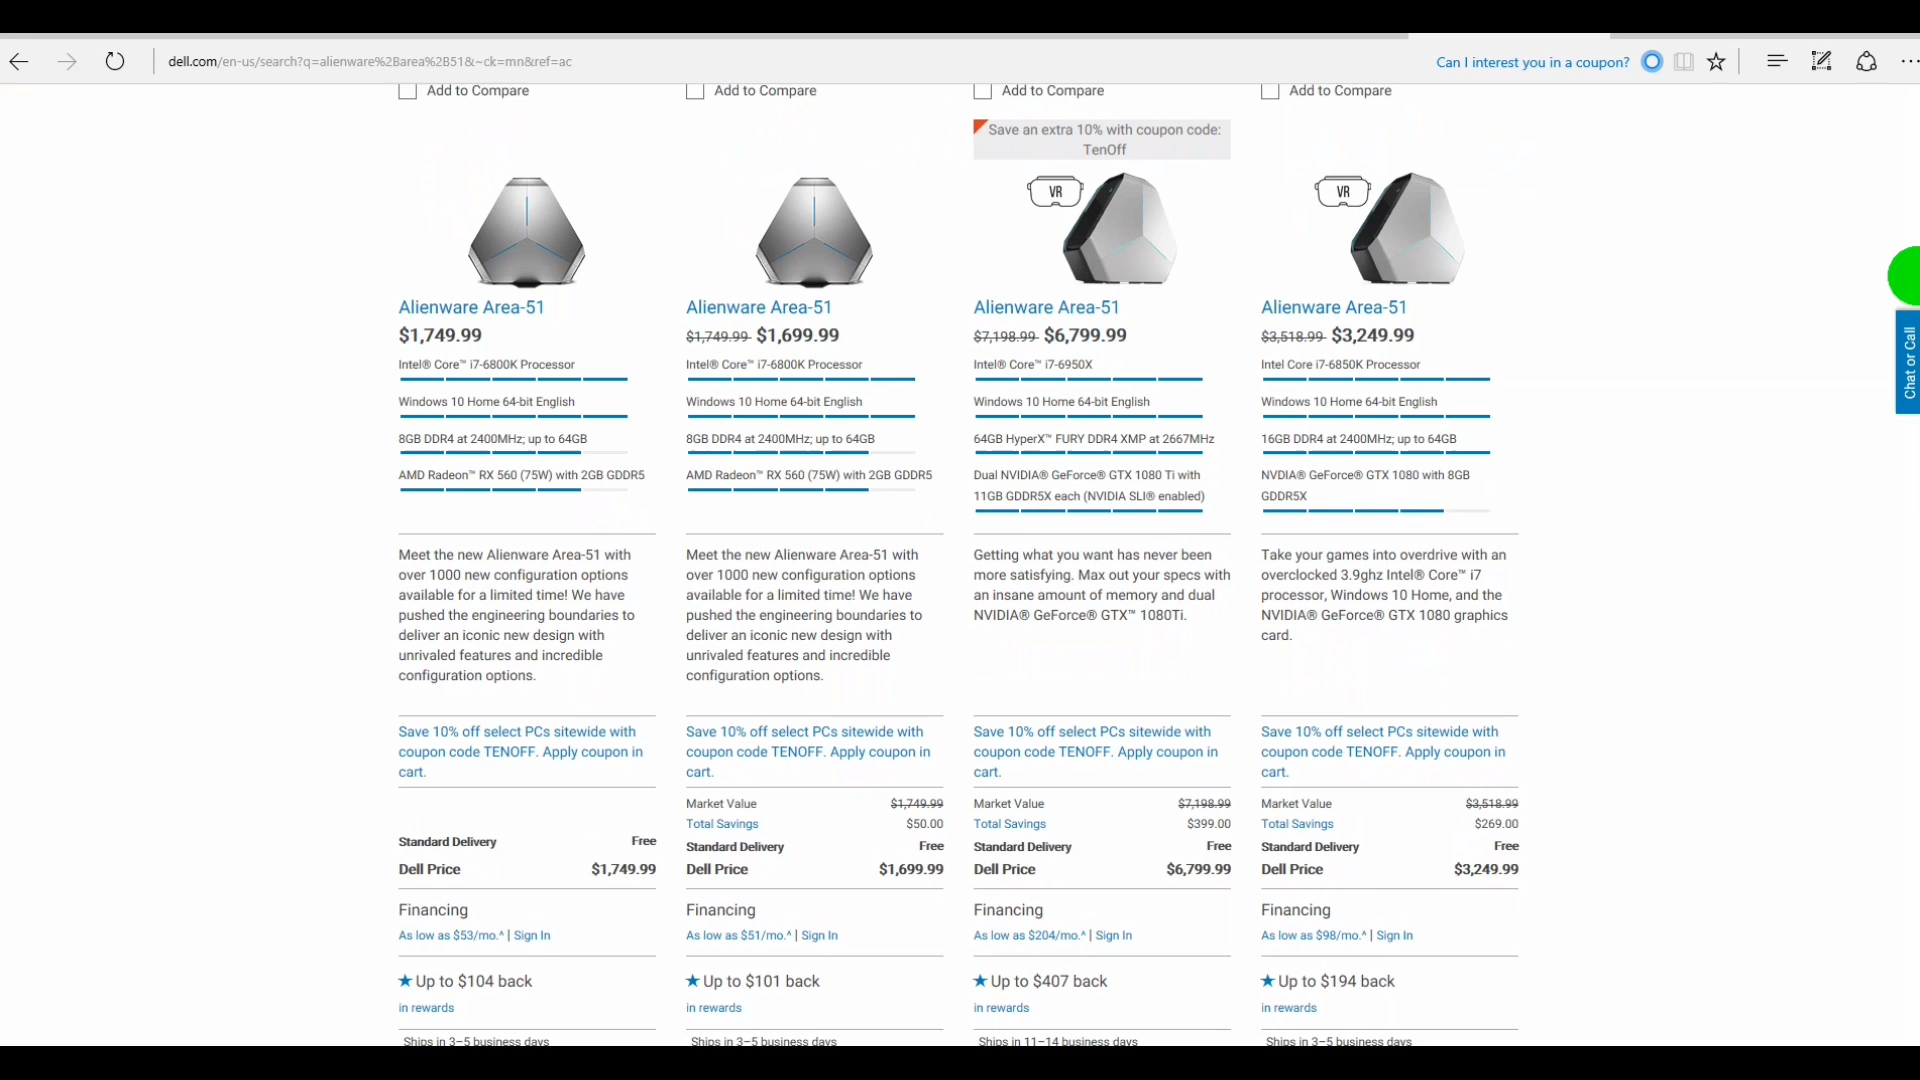 dell.com/en-us/search?q=alienware%2Barea%2B51&~ck=mn&ref=ac
Can I interest you in a coupon?
Add to Compare
Add to Compare
Add to Compare
Add to Compare
Save an extra 10% with coupon code:
TenOff
VR
VR
Alienware Area-51
$1,749.99
Intel® Core™ i7-6800K Processor
Windows 10 Home 64-bit English
8GB DDR4 at 2400MHz; up to 64GB
AMD Radeon™ RX 560 (75W) with 2GB GDDR5
Meet the new Alienware Area-51 with
over 1000 new configuration options
available for a limited time! We have
pushed the engineering boundaries to
deliver an iconic new design with
unrivaled features and incredible
configuration options.
Save 10% off select PCs sitewide with
coupon code TENOFF. Apply coupon in
cart.
Standard Delivery Free
Dell Price $1,749.99
Financing
As low as $53/mo.^ | Sign In
Up to $104 back
in rewards
Ships in 3–5 business days
Alienware Area-51
$1,749.99 $1,699.99
Intel® Core™ i7-6800K Processor
Windows 10 Home 64-bit English
8GB DDR4 at 2400MHz; up to 64GB
AMD Radeon™ RX 560 (75W) with 2GB GDDR5
Meet the new Alienware Area-51 with
over 1000 new configuration options
available for a limited time! We have
pushed the engineering boundaries to
deliver an iconic new design with
unrivaled features and incredible
configuration options.
Save 10% off select PCs sitewide with
coupon code TENOFF. Apply coupon in
cart.
Market Value $1,749.99
Total Savings $50.00
Standard Delivery Free
Dell Price $1,699.99
Financing
As low as $51/mo.^ | Sign In
Up to $101 back
in rewards
Ships in 3–5 business days
Alienware Area-51
$7,198.99 $6,799.99
Intel® Core™ i7-6950X
Windows 10 Home 64-bit English
64GB HyperX™ FURY DDR4 XMP at 2667MHz
Dual NVIDIA® GeForce® GTX 1080 Ti with
11GB GDDR5X each (NVIDIA SLI® enabled)
Getting what you want has never been
more satisfying. Max out your specs with
an insane amount of memory and dual
NVIDIA® GeForce® GTX™ 1080Ti.
Save 10% off select PCs sitewide with
coupon code TENOFF. Apply coupon in
cart.
Market Value $7,198.99
Total Savings $399.00
Standard Delivery Free
Dell Price $6,799.99
Financing
As low as $204/mo.^ | Sign In
Up to $407 back
in rewards
Ships in 11–14 business days
Alienware Area-51
$3,518.99 $3,249.99
Intel Core i7-6850K Processor
Windows 10 Home 64-bit English
16GB DDR4 at 2400MHz; up to 64GB
NVDIA® GeForce® GTX 1080 with 8GB
GDDR5X
Take your games into overdrive with an
overclocked 3.9ghz Intel® Core™ i7
processor, Windows 10 Home, and the
NVIDIA® GeForce® GTX 1080 graphics
card.
Save 10% off select PCs sitewide with
coupon code TENOFF. Apply coupon in
cart.
Market Value $3,518.99
Total Savings $269.00
Standard Delivery Free
Dell Price $3,249.99
Financing
As low as $98/mo.^ | Sign In
Up to $194 back
in rewards
Ships in 3–5 business days
Chat or Call